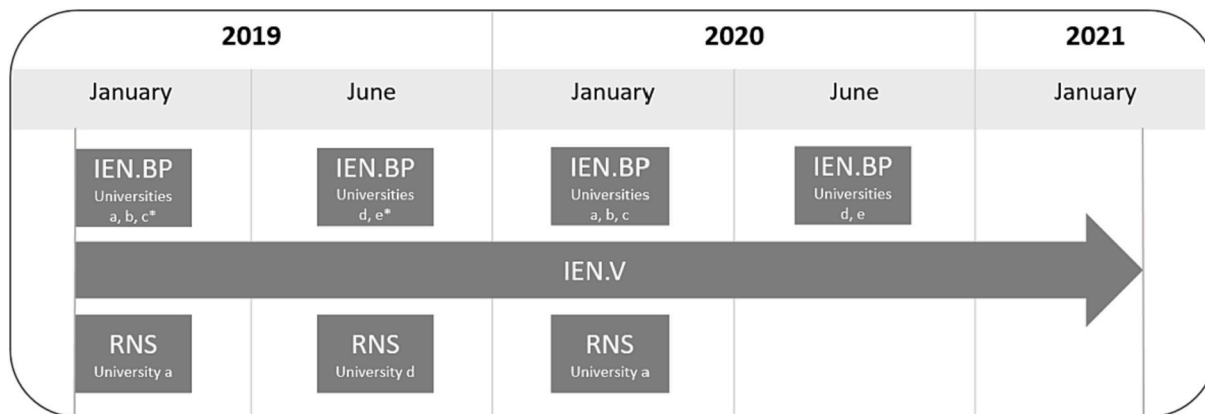 2019 2020 2021
January June January June January
IEN.BP IEN.BP IEN.BP IEN.BP
Universities Universities Universities Universities
a, b, c* d, e* a, b, c d, e
IEN.V
RNS RNS RNS
University a University d University a